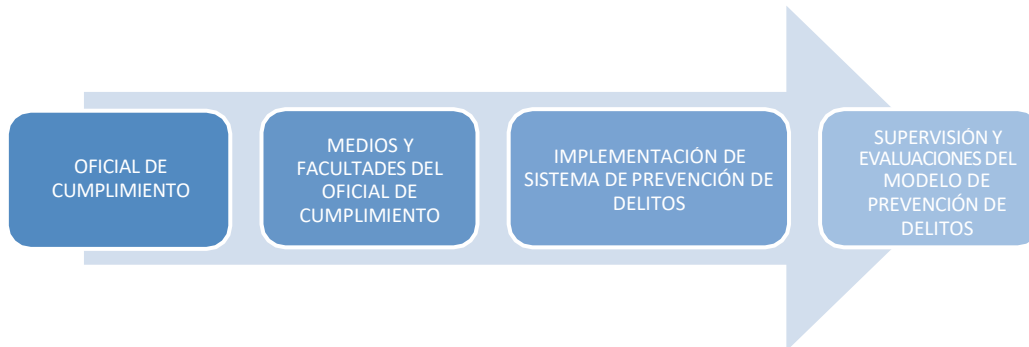 OFICIAL DE
CUMPLIMIENTO
MEDIOS Y
FACULTADES DEL
OFICIAL DE
CUMPLIMIENTO
IMPLEMENTACIÓN DE
SISTEMA DE PREVENCIÓN DE
DELITOS
SUPERVISIÓN Y
EVALUACIONES DEL
MODELO DE
PREVENCIÓN DE
DELITOS